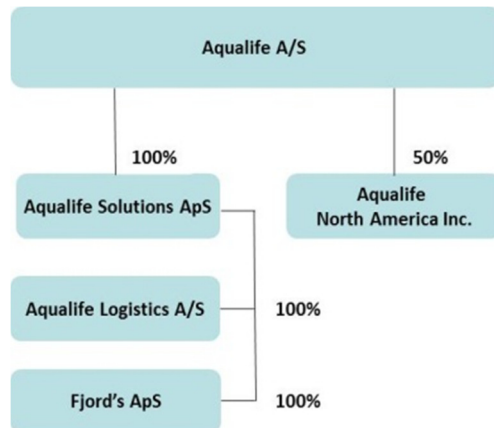 Aqualife A/S
100%
50%
Aqualife Solutions ApS
Aqualife
North America Inc.
Aqualife Logistics A/S
100%
Fjord's ApS
100%